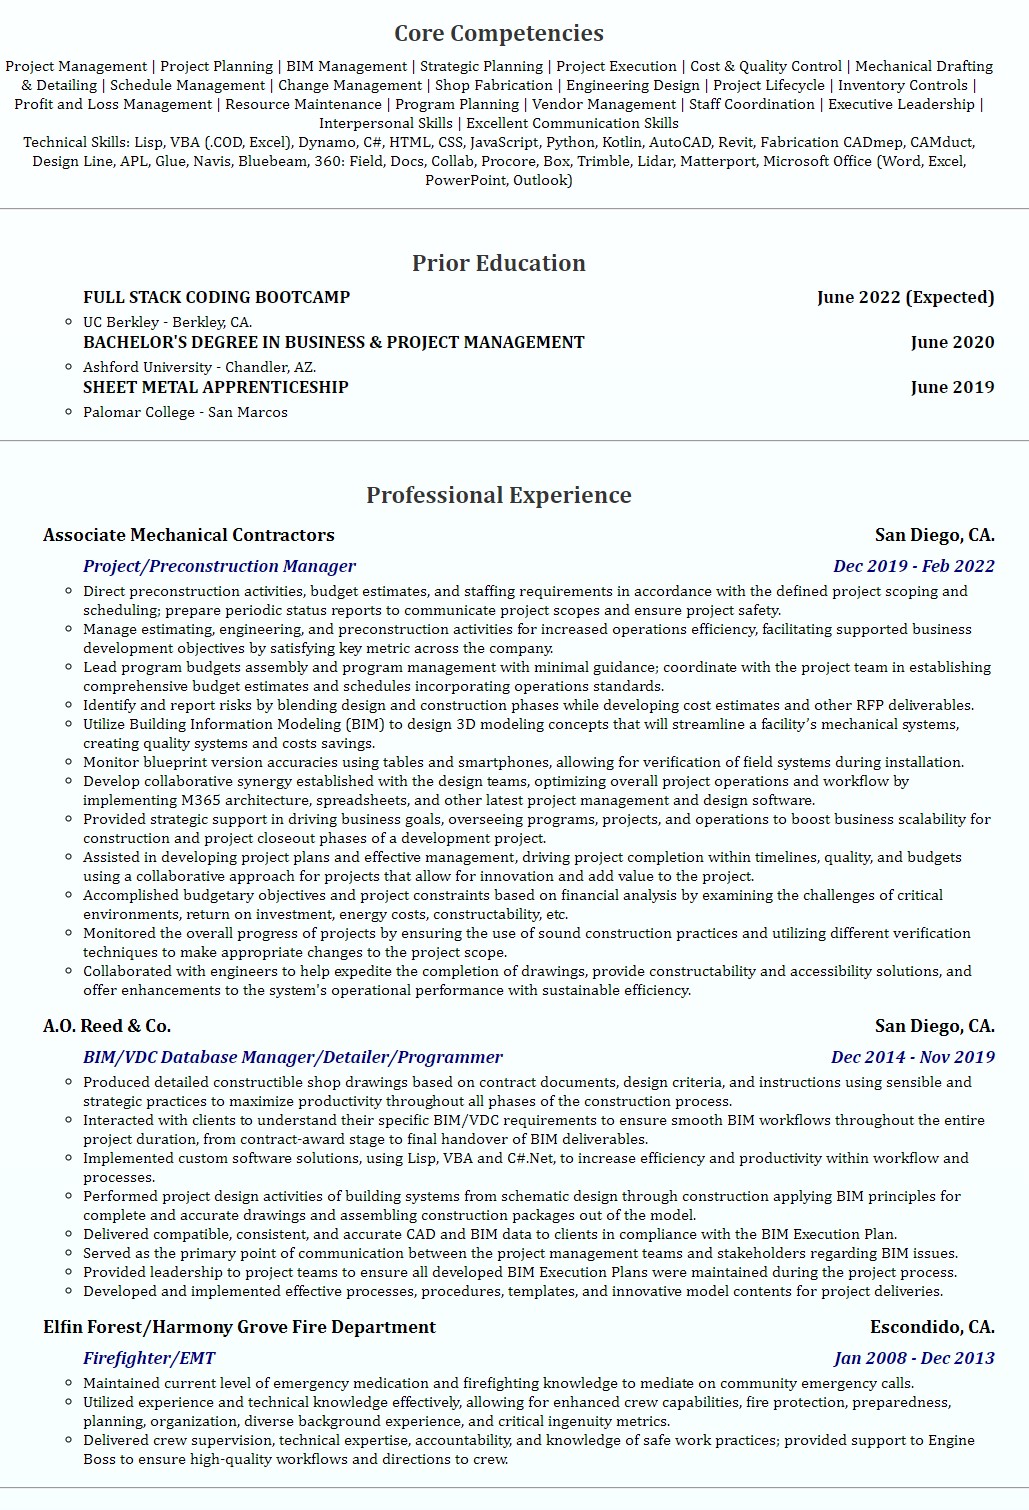 Core Competencies
Project Management | Project Planning | BIM Management | Strategic Planning | Project Execution | Cost & Quality Control | Mechanical Drafting
& Detailing | Schedule Management | Change Management | Shop Fabrication | Engineering Design | Project Lifecycle | Inventory Controls |
Profit and Loss Management | Resource Maintenance | Program Planning | Vendor Management | Staff Coordination | Executive Leadership |
Interpersonal Skills | Excellent Communication Skills
Technical Skills: Lisp, VBA (.COD, Excel), Dynamo, C#, HTML, CSS, JavaScript, Python, Kotlin, AutoCAD, Revit, Fabrication CADmep, CAMduct,
Design Line, APL, Glue, Navis, Bluebeam, 360: Field, Docs, Collab, Procore, Box, Trimble, Lidar, Matterport, Microsoft Office (Word, Excel,
PowerPoint, Outlook)
Prior Education
FULL STACK CODING BOOTCAMP June 2022 (Expected)
UC Berkley - Berkley, CA.
BACHELOR'S DEGREE IN BUSINESS & PROJECT MANAGEMENT June 2020
Ashford University - Chandler, AZ.
SHEET METAL APPRENTICESHIP June 2019
Palomar College - San Marcos
Professional Experience
Associate Mechanical Contractors San Diego, CA.
Project/Preconstruction Manager Dec 2019 - Feb 2022
Direct preconstruction activities, budget estimates, and staffing requirements in accordance with the defined project scoping and
scheduling; prepare periodic status reports to communicate project scopes and ensure project safety.
Manage estimating, engineering, and preconstruction activities for increased operations efficiency, facilitating supported business
development objectives by satisfying key metric across the company.
Lead program budgets assembly and program management with minimal guidance; coordinate with the project team in establishing
comprehensive budget estimates and schedules incorporating operations standards.
Identify and report risks by blending design and construction phases while developing cost estimates and other RFP deliverables.
Utilize Building Information Modeling (BIM) to design 3D modeling concepts that will streamline a facility’s mechanical systems,
creating quality systems and costs savings.
Monitor blueprint version accuracies using tables and smartphones, allowing for verification of field systems during installation.
Develop collaborative synergy established with the design teams, optimizing overall project operations and workflow by
implementing M365 architecture, spreadsheets, and other latest project management and design software.
Provided strategic support in driving business goals, overseeing programs, projects, and operations to boost business scalability for
construction and project closeout phases of a development project.
Assisted in developing project plans and effective management, driving project completion within timelines, quality, and budgets
using a collaborative approach for projects that allow for innovation and add value to the project.
Accomplished budgetary objectives and project constraints based on financial analysis by examining the challenges of critical
environments, return on investment, energy costs, constructability, etc.
Monitored the overall progress of projects by ensuring the use of sound construction practices and utilizing different verification
techniques to make appropriate changes to the project scope.
Collaborated with engineers to help expedite the completion of drawings, provide constructability and accessibility solutions, and
offer enhancements to the system's operational performance with sustainable efficiency.
A.O. Reed & Co. San Diego, CA.
BIM/VDC Database Manager/Detailer/Programmer Dec 2014 - Nov 2019
Produced detailed constructible shop drawings based on contract documents, design criteria, and instructions using sensible and
strategic practices to maximize productivity throughout all phases of the construction process.
Interacted with clients to understand their specific BIM/VDC requirements to ensure smooth BIM workflows throughout the entire
project duration, from contract-award stage to final handover of BIM deliverables.
Implemented custom software solutions, using Lisp, VBA and C#.Net, to increase efficiency and productivity within workflow and
processes.
Performed project design activities of building systems from schematic design through construction applying BIM principles for
complete and accurate drawings and assembling construction packages out of the model.
Delivered compatible, consistent, and accurate CAD and BIM data to clients in compliance with the BIM Execution Plan.
Served as the primary point of communication between the project management teams and stakeholders regarding BIM issues.
Provided leadership to project teams to ensure all developed BIM Execution Plans were maintained during the project process.
Developed and implemented effective processes, procedures, templates, and innovative model contents for project deliveries.
Elfin Forest/Harmony Grove Fire Department Escondido, CA.
Firefighter/EMT Jan 2008 - Dec 2013
Maintained current level of emergency medication and firefighting knowledge to mediate on community emergency calls.
Utilized experience and technical knowledge effectively, allowing for enhanced crew capabilities, fire protection, preparedness,
planning, organization, diverse background experience, and critical ingenuity metrics.
Delivered crew supervision, technical expertise, accountability, and knowledge of safe work practices; provided support to Engine
Boss to ensure high-quality workflows and directions to crew.